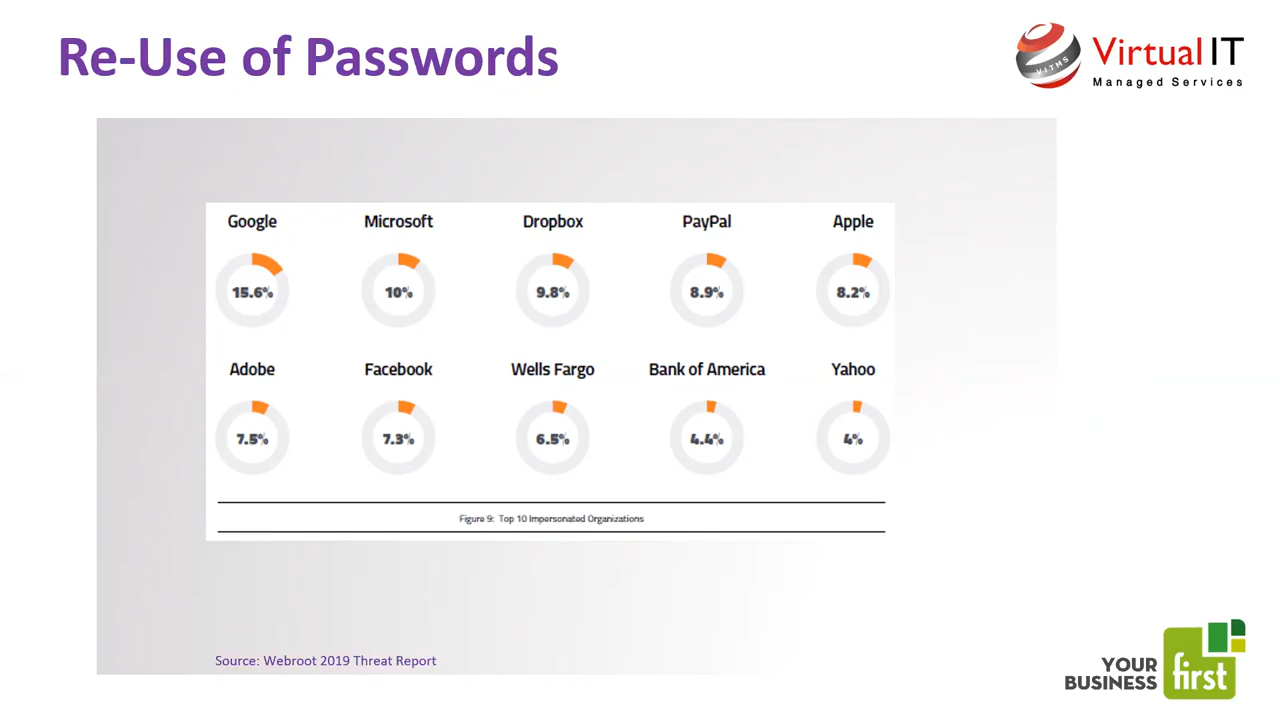 Re-Use of Passwords
VITMS
Virtual IT
Managed Services
Google Microsoft Dropbox PayPal Apple
15.6% 10% 9.8% 8.9% 8.2%
Adobe Facebook Wells Fargo Bank of America Yahoo
7.5% 7.3% 6.5% 4.4% 4%
Figure 9: Top 10 Impersonated Organizations
Source: Webroot 2019 Threat Report
YOUR
BUSINESS first